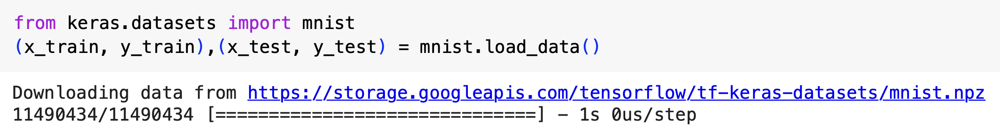 from keras.datasets import mnist
(x_train, y_train),(x_test, y_test) = mnist.load_data()
Downloading data from https://storage.googleapis.com/tensorflow/tf-keras-datasets/mnist.npz
11490434/11490434 [==============================] - 1s 0us/step